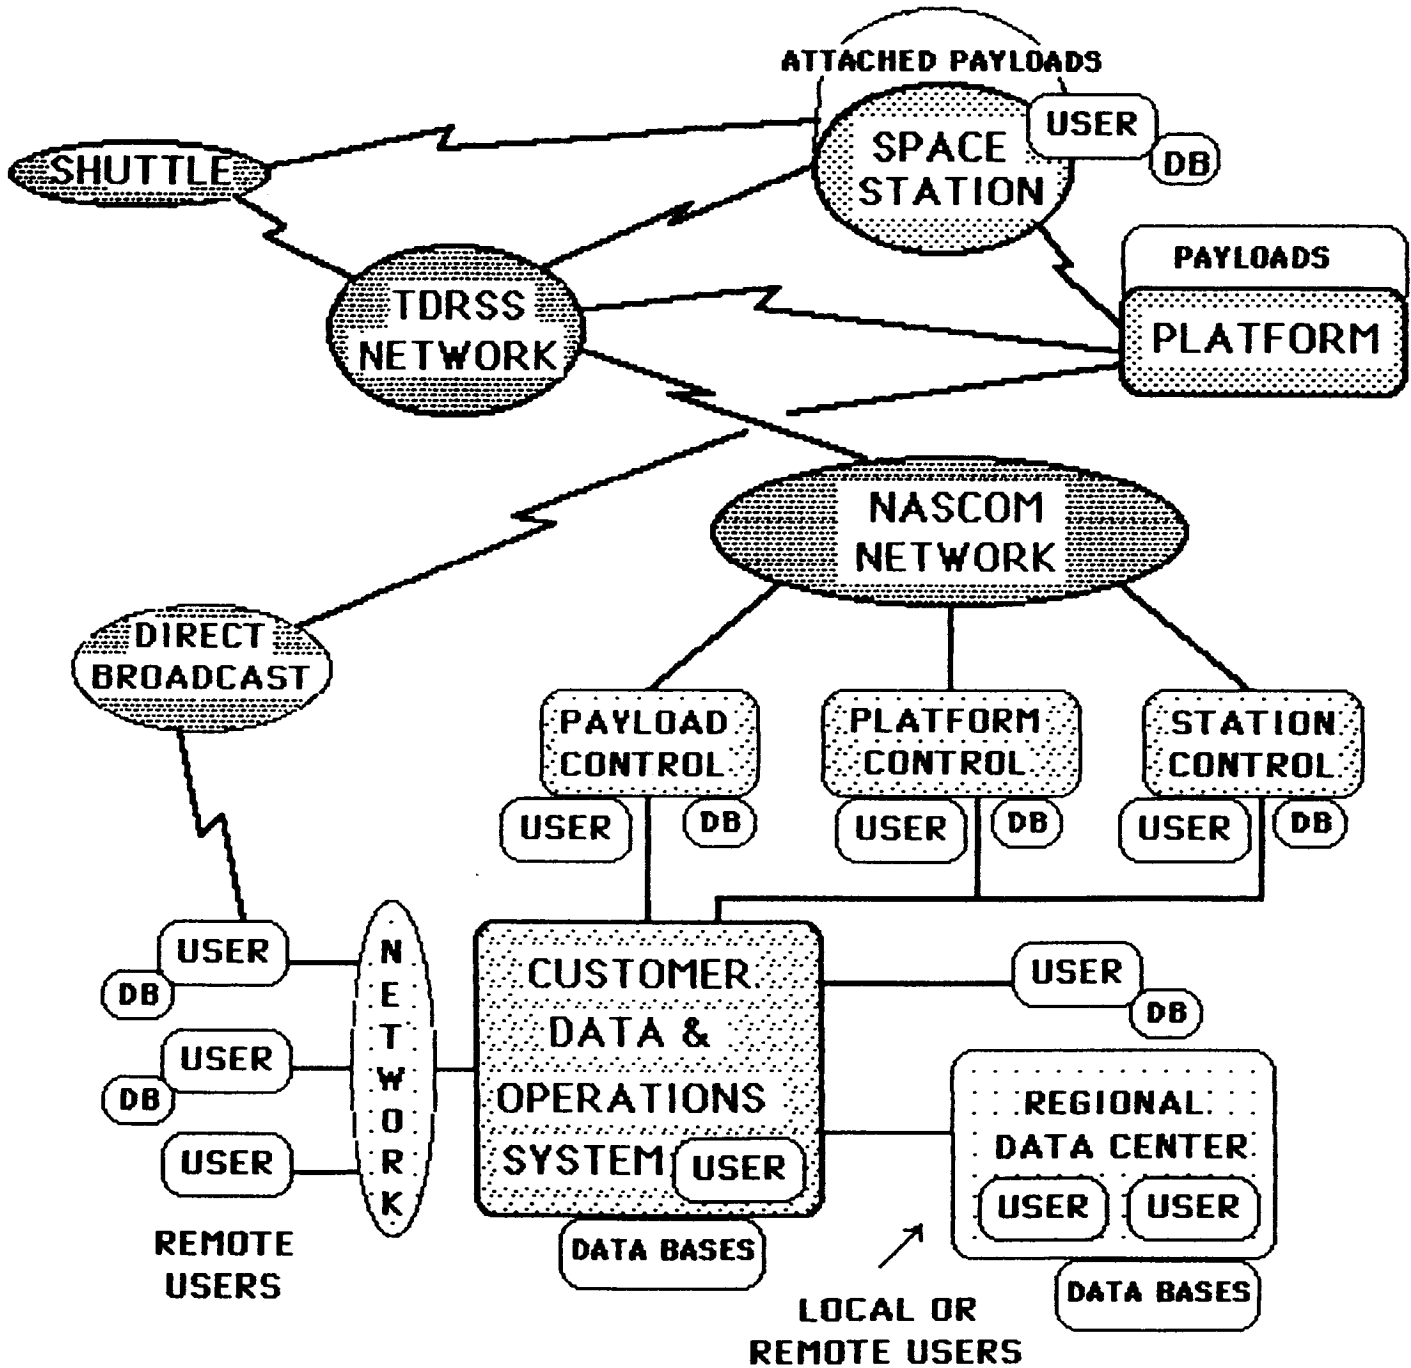 ATTACHED PAYLOADS
USER
SPACE
STATION
DB
SHUTTLE
PAYLOADS
PLATFORM
TDRSS
NETWORK
NASCOM
NETWORK
DIRECT
BROADCAST
PAYLOAD
CONTROL
USER
DB
PLATFORM
CONTROL
USER
DB
STATION
CONTROL
USER
DB
USER
DB
USER
DB
USER
REMOTE
USERS
NETWORK
CUSTOMER
DATA &
OPERATIONS
SYSTEM
USER
DATA BASES
USER
DB
REGIONAL
DATA CENTER
USER
USER
DATA BASES
LOCAL OR
REMOTE USERS